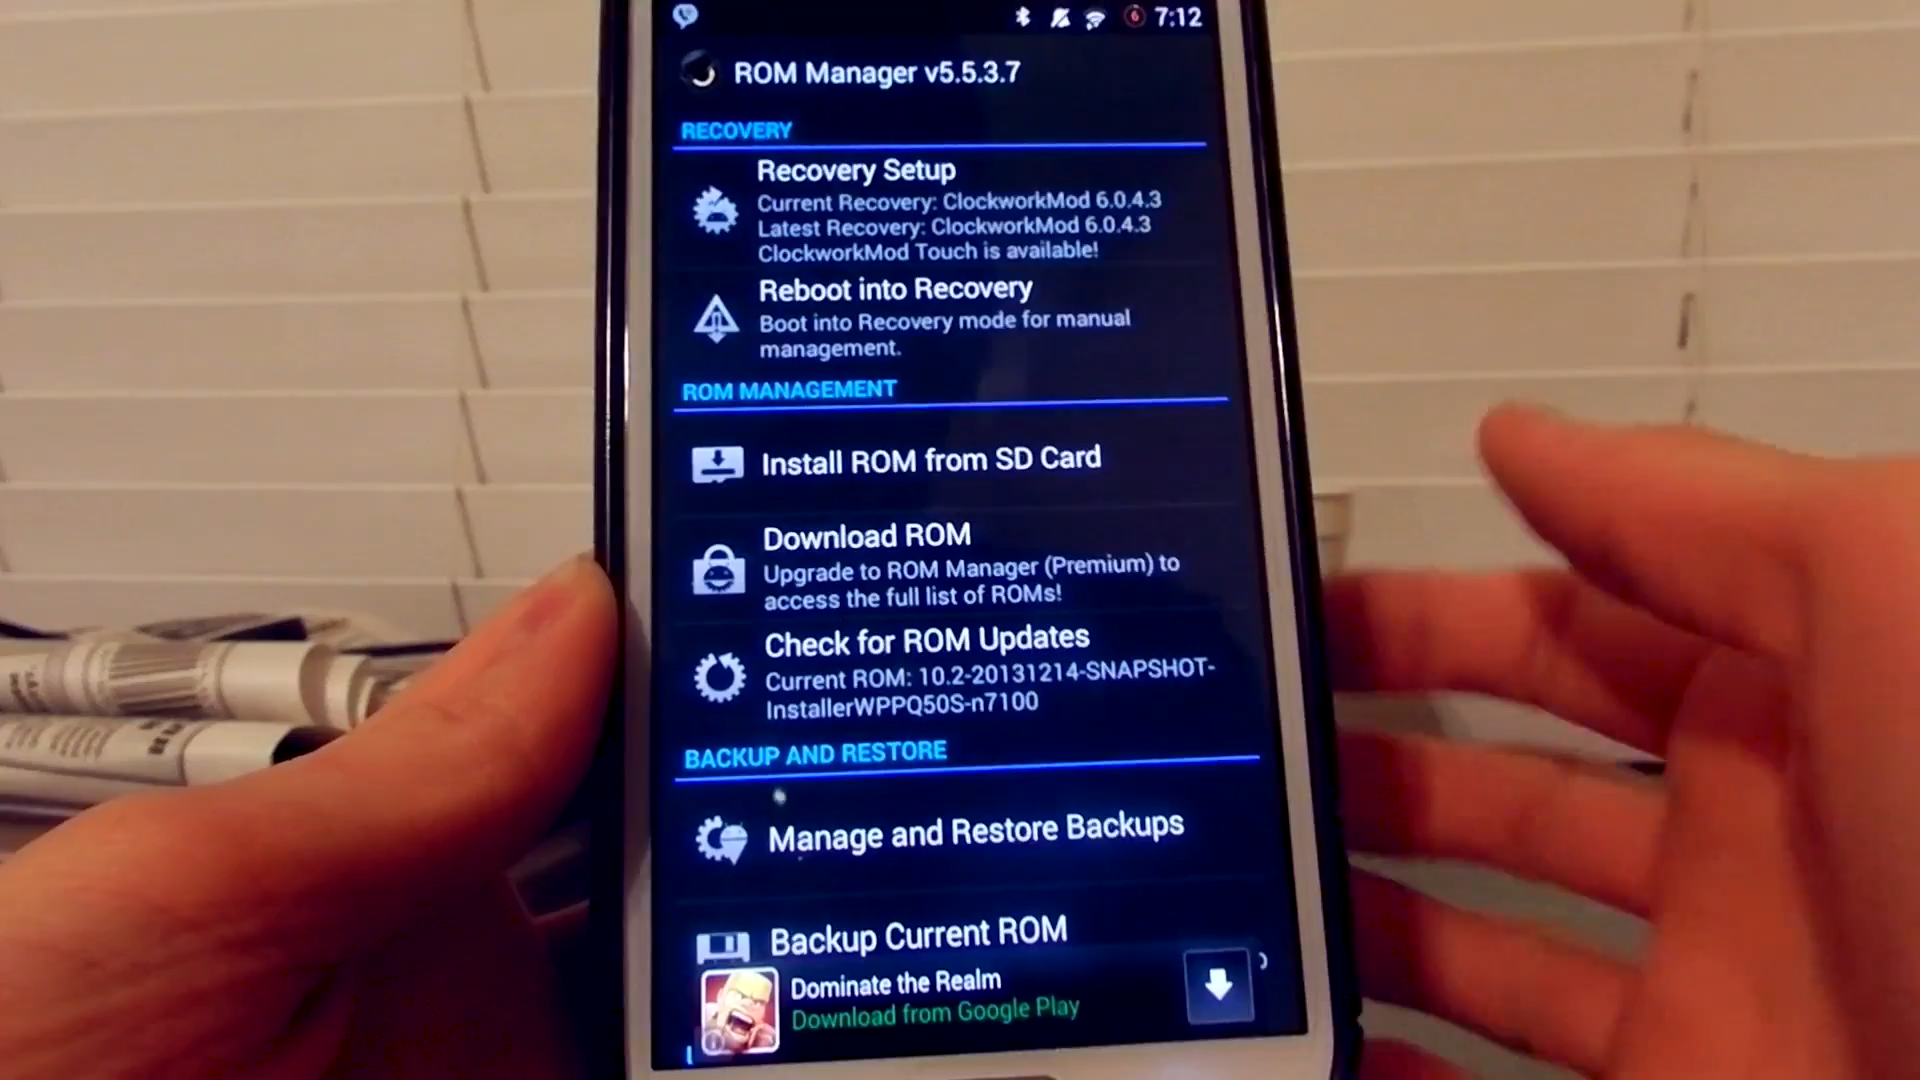 6 7:12
ROM Manager v5.5.3.7
RECOVERY
Recovery Setup
Current Recovery: ClockworkMod 6.0.4.3
Latest Recovery: ClockworkMod 6.0.4.3
ClockworkMod Touch is available!
Reboot into Recovery
Boot into Recovery mode for manual
management.
ROM MANAGEMENT
Install ROM from SD Card
Download ROM
Upgrade to ROM Manager (Premium) to
access the full list of ROMs!
Check for ROM Updates
Current ROM: 10.2-20131214-SNAPSHOT-
InstallerWPPQ50S-n7100
BACKUP AND RESTORE
Manage and Restore Backups
Backup Current ROM
Dominate the Realm
Download from Google Play